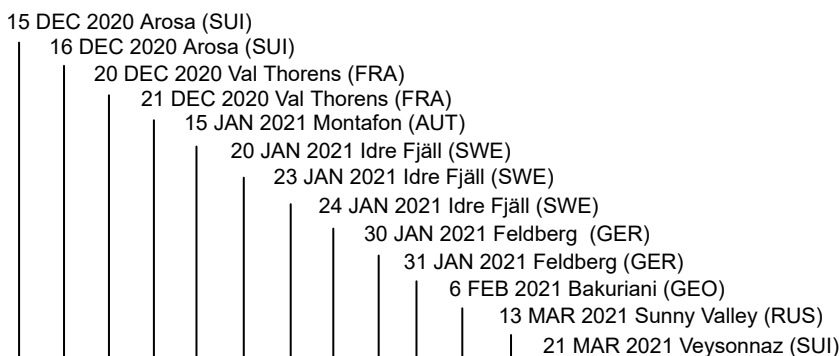 15 DEC 2020 Arosa (SUI)
16 DEC 2020 Arosa (SUI)
20 DEC 2020 Val Thorens (FRA)
21 DEC 2020 Val Thorens (FRA)
15 JAN 2021 Montafon (AUT)
20 JAN 2021 Idre Fjäll (SWE)
23 JAN 2021 Idre Fjäll (SWE)
24 JAN 2021 Idre Fjäll (SWE)
30 JAN 2021 Feldberg (GER)
31 JAN 2021 Feldberg (GER)
6 FEB 2021 Bakuriani (GEO)
13 MAR 2021 Sunny Valley (RUS)
21 MAR 2021 Veysonnaz (SUI)